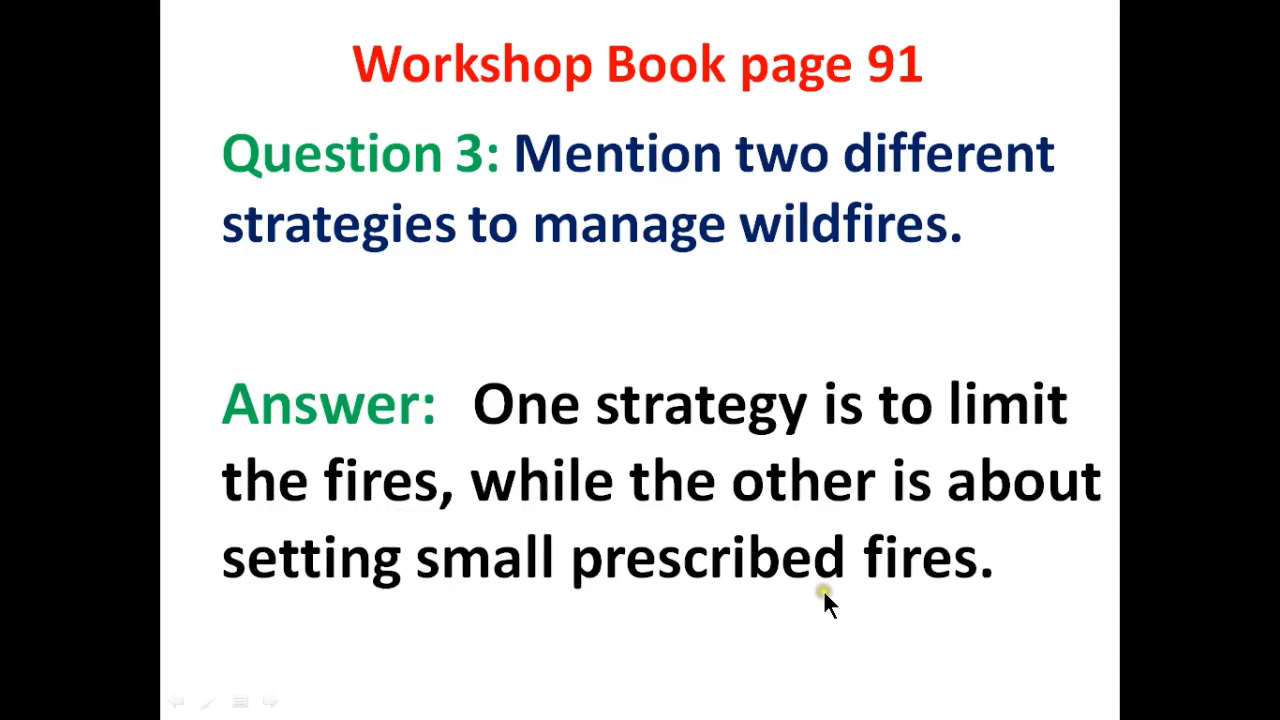 Workshop Book page 91
Question 3: Mention two different
strategies to manage wildfires.
Answer: One strategy is to limit
the fires, while the other is about
setting small prescribed fires.